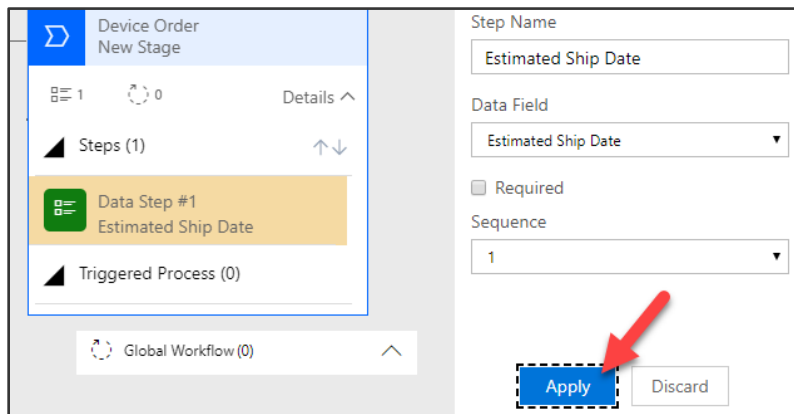 Device Order
New Stage
1
0
Details
Steps (1)
Data Step #1
Estimated Ship Date
Triggered Process (0)
Global Workflow (0)
Step Name
Estimated Ship Date
Data Field
Estimated Ship Date
Required
Sequence
1
Apply
Discard